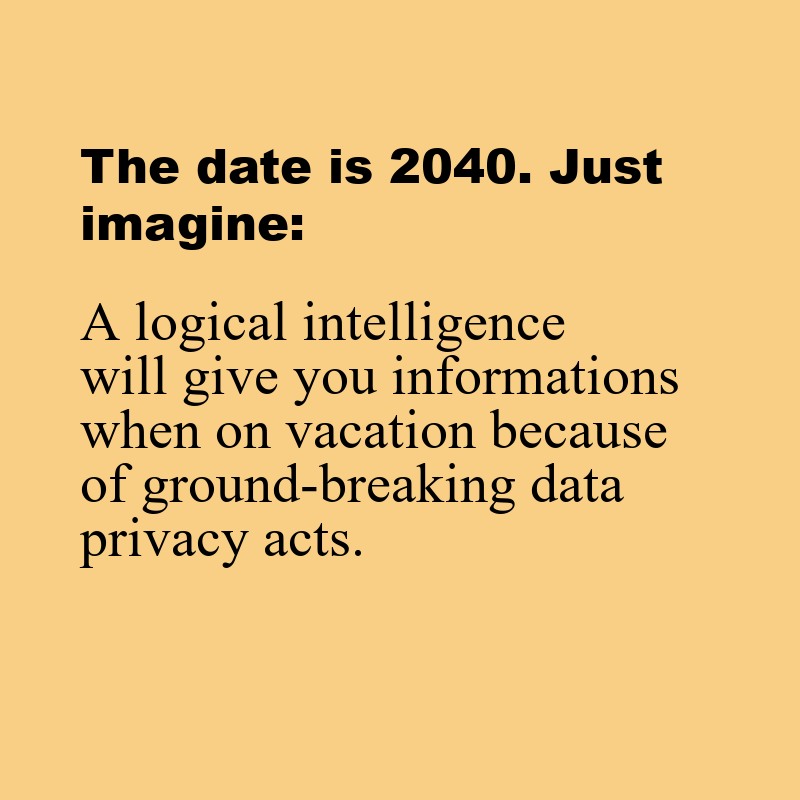 The date is 2040. Just
imagine:
A logical intelligence
will give you informations
when on vacation because
of ground-breaking data
privacy acts.